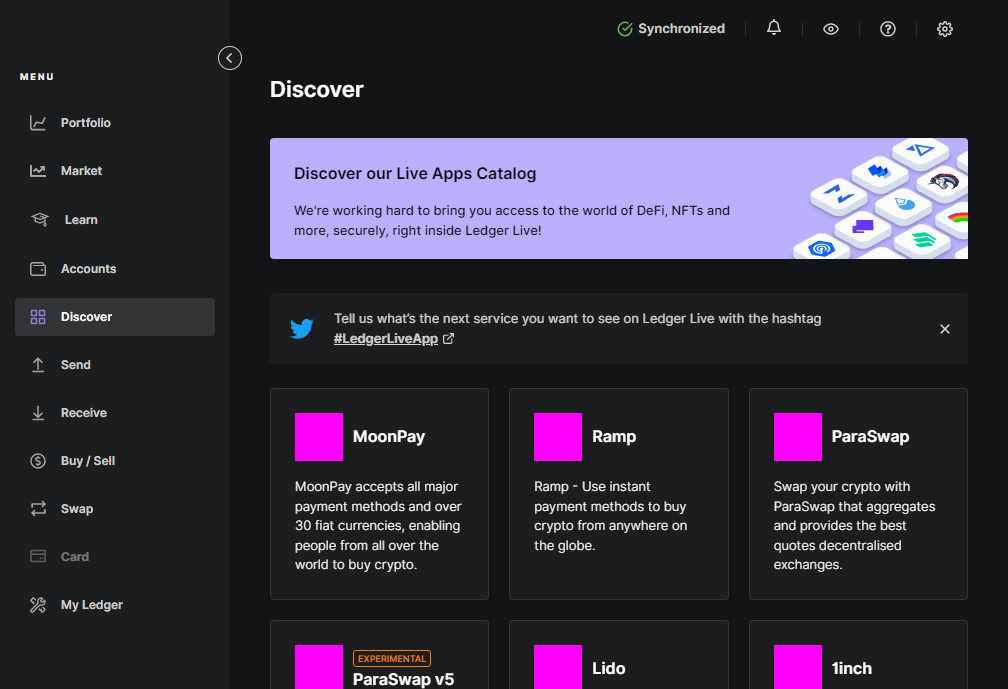 Synchronized
MENU
Portfolio
Market
Learn
Accounts
Discover
Send
Receive
Buy / Sell
Swap
Card
My Ledger
Discover
Discover our Live Apps Catalog
We're working hard to bring you access to the world of DeFi, NFTs and
more, securely, right inside Ledger Live!
Tell us what's the next service you want to see on Ledger Live with the hashtag
#LedgerLiveApp
MoonPay
MoonPay accepts all major
payment methods and over
30 fiat currencies, enabling
people from all over the
world to buy crypto.
Ramp
Ramp - Use instant
payment methods to buy
crypto from anywhere on
the globe.
ParaSwap
Swap your crypto with
ParaSwap that aggregates
and provides the best
quotes decentralised
exchanges.
EXPERIMENTAL
ParaSwap v5
Lido
1inch